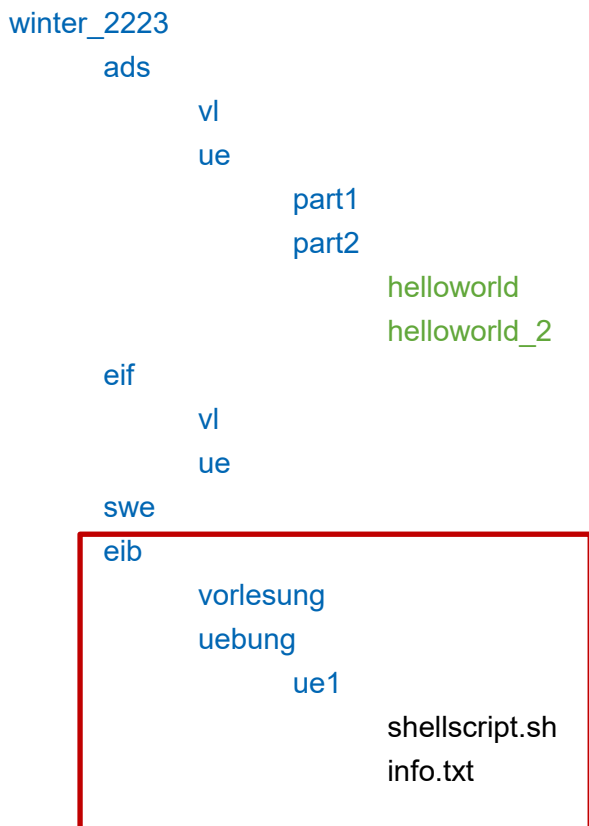 winter_2223
ads
vl
ue
part1
part2
helloworld
helloworld_2
eif
vl
ue
swe
eib
vorlesung
uebung
ue1
shellscript.sh
info.txt